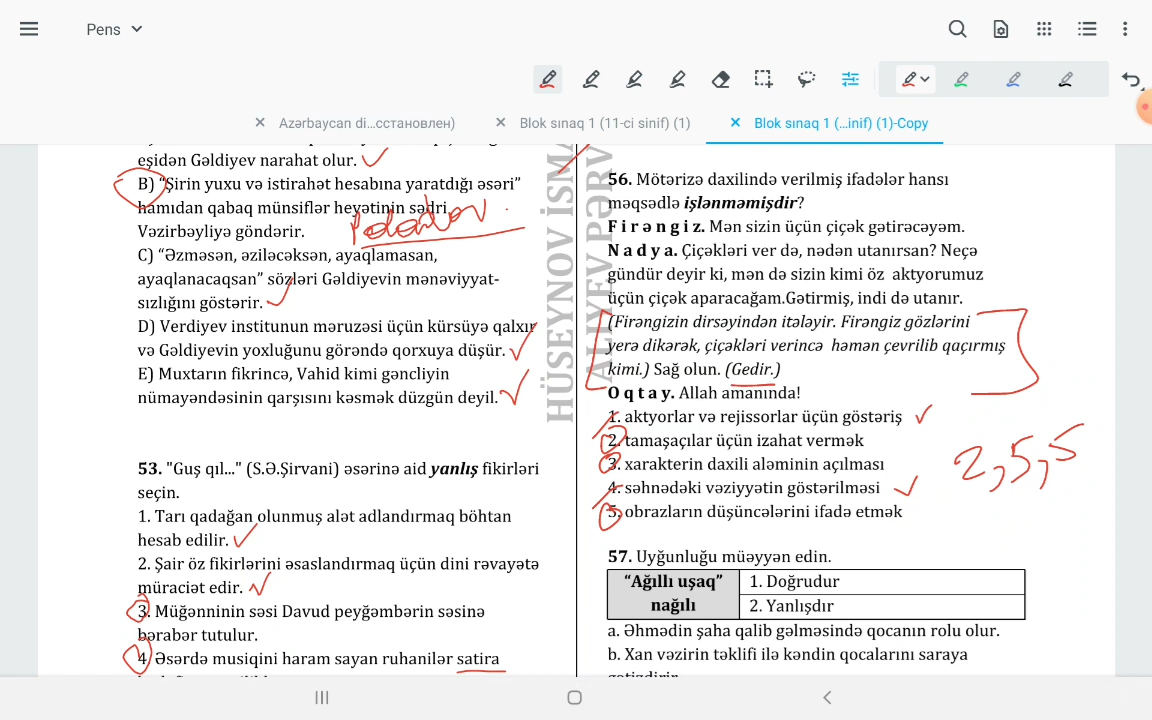 Pens
Azərbaycan di...сстановлен)
Blok sınaq 1 (11-ci sinif) (1)
Blok sınaq 1 (...inif) (1)-Copy
eşidən Gəldiyev narahat olur.
B) “Şirin yuxu və istirahət hesabına yaratdığı əsəri”
hamıdan qabaq münsiflər heyətinin sədri
Vəzirbəyliyə göndərir.
C) “Əzməsən, əziləcəksən, ayaqlamasan,
ayaqlanacaqsan” sözləri Gəldiyevin mənəviyyat-
sızlığını göstərir.
D) Verdiyev institunun məruzəsi üçün kürsüyə qalxır
və Gəldiyevin yoxluğunu görəndə qorxuya düşür.
E) Muxtarın fikrincə, Vahid kimi gəncliyin
nümayəndəsinin qarşısını kəsmək düzgün deyil.
53. "Guş qıl..." (S.Ə.Şirvani) əsərinə aid yanlış fikirləri
seçin.
1. Tarı qadağan olunmuş alət adlandırmaq böhtan
hesab edilir.
2. Şair öz fikirlərini əsaslandırmaq üçün dini rəvayətə
müraciət edir.
3. Müğənninin səsi Davud peyğəmbərin səsinə
bərabər tutulur.
4. Əsərdə musiqini haram sayan ruhanilər satira
HÜSEYNOV İSMA
ALIYEV PƏRV
56. Mötərizə daxilində verilmiş ifadələr hansı
məqsədlə işlənməmişdir?
Firəngiz. Mən sizin üçün çiçək gətirəcəyəm.
Nadya. Çiçəkləri ver də, nədən utanırsan? Neçə
gündür deyir ki, mən də sizin kimi öz aktyorumuz
üçün çiçək aparacağam.Gətirmiş, indi də utanır.
(Firəngizin dirsəyindən itələyir. Firəngiz gözlərini
yerə dikərək, çiçəkləri verincə həmən çevrilib qaçırmış
kimi.) Sağ olun. (Gedir.)
Oqtay. Allah amanında!
1. aktyorlar və rejissorlar üçün göstəriş
2. tamaşaçılar üçün izahat vermək
3. xarakterin daxili aləminin açılması
4. səhnədəki vəziyyətin göstərilməsi
5. obrazların düşüncələrini ifadə etmək
2,5,5
57. Uyğunluğu müəyyən edin.
“Ağıllı uşaq”
nağılı
1. Doğrudur
2. Yanlışdır
a. Əhmədin şaha qalib gəlməsində qocanın rolu olur.
b. Xan vəzirin təklifi ilə kəndin qocalarını saraya